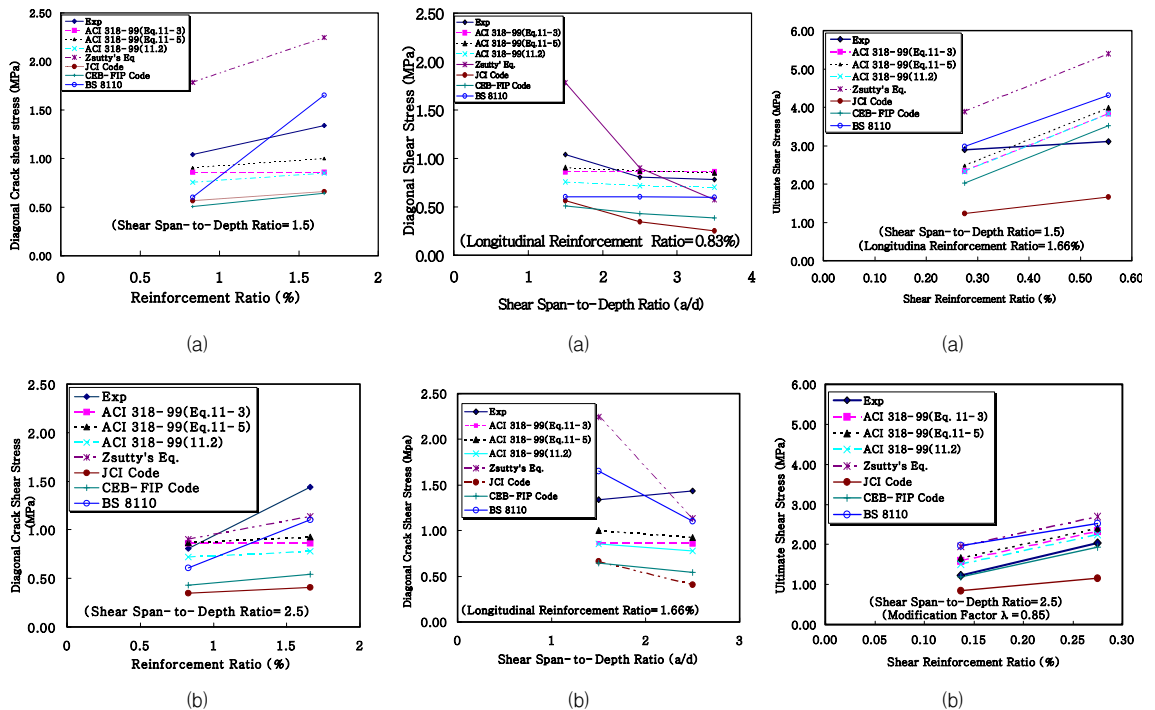 Diagonal Crack shear stress (MPa)
2.50
2.00
1.50
1.00
0.50
0.00
Exp
ACI 318-99(Eq.11-3)
ACI 318-99(Eq.11-5)
ACI 318-99(11.2)
Zsutty's Eq
JCI Code
CEB-FIP Code
BS 8110
(Shear Span-to-Depth Ratio=1.5)
0
0.5
1
1.5
2
Reinforcement Ratio (%)
(a)
Diagonal Shear Stress (MPa)
2.50
2.00
1.50
1.00
0.50
0.00
Exp
ACI 318-99(Eq.11-3)
ACI 318-99(Eq.11-5)
ACI 318-99(11.2)
Zsutty' Eq.
JCI Code
CEB-FIP Code
BS 8110
(Longitudinal Reinforcement Ratio=0.83%)
0
1
2
3
4
Shear Span-to-Depth Ratio (a/d)
(a)
Ultimate Shear Stress (MPa)
6.00
5.00
4.00
3.00
2.00
1.00
0.00
Exp
ACI 318-99(Eq.11-3)
ACI 318-99(Eq.11-5)
ACI 318-99(11.2)
Zsutty's Eq.
JCI Code
CEB-FIP Code
BS 8110
(Shear Span-to-Depth Ratio=1.5)
(Longitudina Reinforcement Ratio=1.66%)
0.00
0.10
0.20
0.30
0.40
0.50
0.60
Shear Reinforcement Ratio (%)
(a)
Diagonal Crack Shear Stress
(MPa)
2.50
2.00
1.50
1.00
0.50
0.00
Exp
ACI 318-99(Eq.11-3)
ACI 318-99(Eq.11-5)
ACI 318-99(11.2)
Zsutty's Eq.
JCI Code
CEB-FIP Code
BS 8110
(Shear Span-to-Depth Ratio=2.5)
0
0.5
1
1.5
2
Reinforcement Ratio (%)
(b)
Diagonal Crack Shear Stress (Mpa)
2.50
2.00
1.50
1.00
0.50
0.00
Exp
ACI 318-99(Eq.11-3)
ACI 318-99(Eq.11-5)
ACI 318-99(11.2)
Zsutty's Eq.
JCI Code
CEB-FIP Code
BS 8110
(Longitudinal Reinforcement Ratio=1.66%)
0
1
2
3
Shear Span-to-Depth Ratio (a/d)
(b)
Ultimate Shear Stress (MPa)
6.00
5.00
4.00
3.00
2.00
1.00
0.00
Exp
ACI 318-99(Eq.11-3)
ACI 318-99(Eq.11-5)
ACI 318-99(11.2)
Zsutty's Eq.
JCI Code
CEB-FIP Code
BS 8110
(Shear Span-to-Depth Ratio=2.5)
(Modification Factor λ=0.85)
0.00
0.05
0.10
0.15
0.20
0.25
0.30
Shear Reinforcement Ratio (%)
(b)